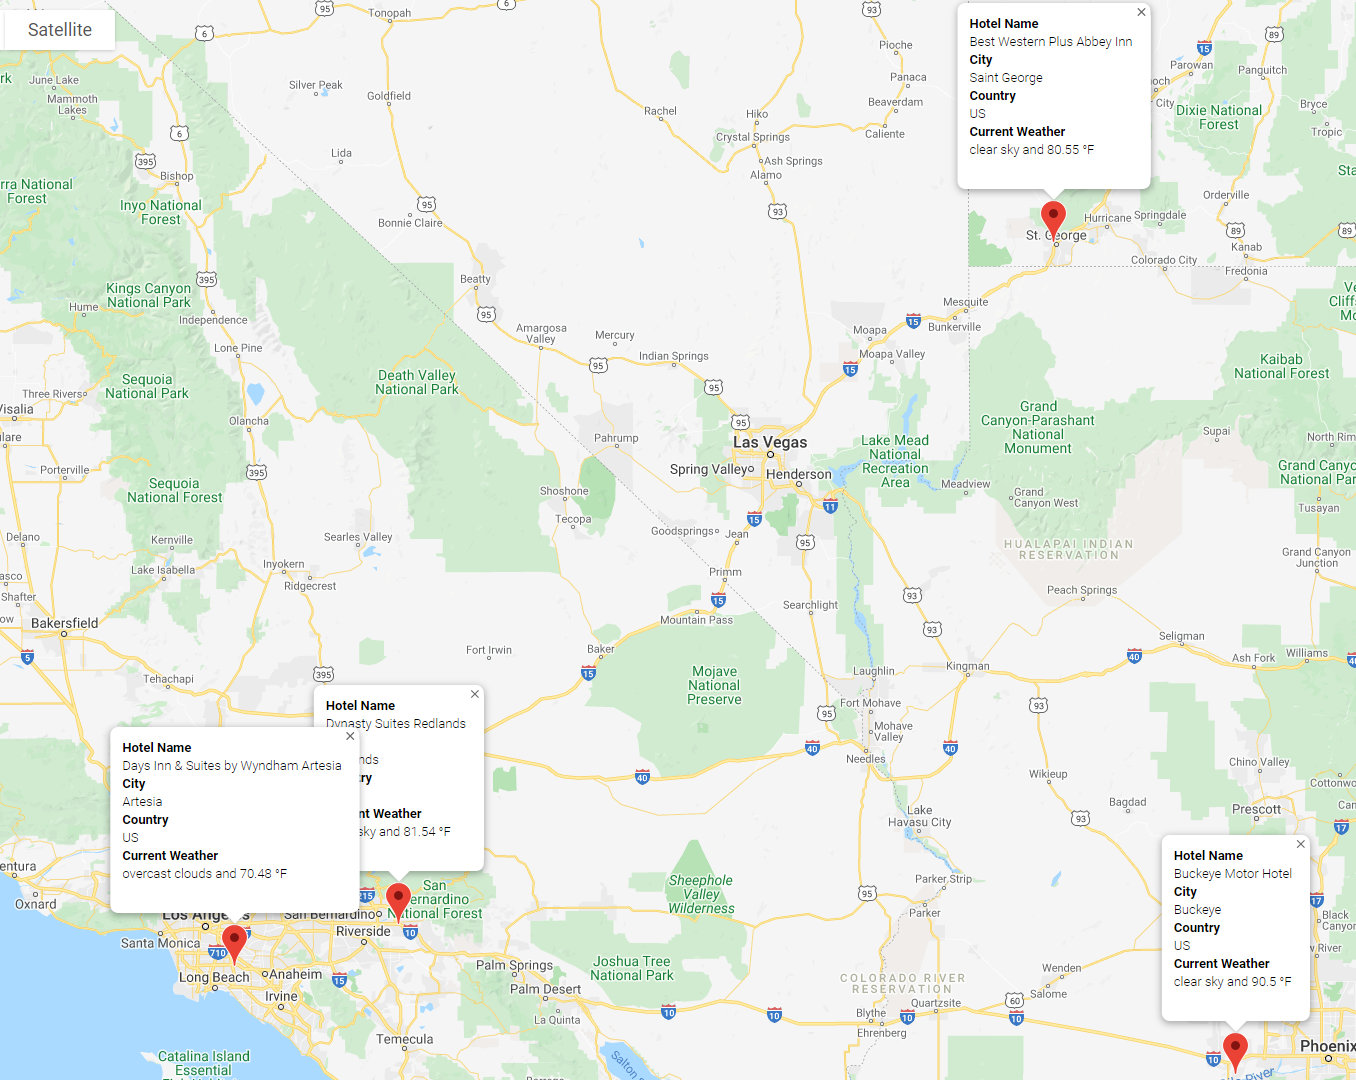 Satellite
Tonopah
Pioche
Panaca
Beaverdam
Caliente
Parowan
Panguitch
Dixie National
Forest
Bryce
Tropic
June Lake
Mammoth
Lakes
Silver Peak
Goldfield
Rachel
Hiko
Crystal Springs
Ash Springs
Alamo
Lida
Bishop
Inyo National
Forest
Bonnie Claire
Hotel Name
Best Western Plus Abbey Inn
City
Saint George
Country
US
Current Weather
clear sky and 80.55 °F
Orderville
Hurricane
Springdale
St. George
Kanab
Colorado City
Fredonia
Beatty
Kings Canyon
National Park
Hume
Independence
Lone Pine
Amargosa
Valley
Mercury
Indian Springs
Mesquite
Bunkerville
Moapa
Moapa Valley
Kaibab
National Forest
Sequoia
National Park
Three Rivers
Death Valley
National Park
Olancha
Pahrump
Las Vegas
Spring Valley
Henderson
Lake Mead
National
Recreation
Area
Grand
Canyon-Parashant
National
Monument
Supai
Porterville
Sequoia
National Forest
Shoshone
Tecopa
Meadview
Grand
Canyon West
Tusayan
Delano
Kernville
Searles Valley
Goodsprings
Jean
HUALAPAI INDIAN
RESERVATION
Grand Canyon
Junction
Lake Isabella
Inyokern
Ridgecrest
Primm
Shafter
Peach Springs
Bakersfield
Mountain Pass
Searchlight
Seligman
Fort Irwin
Baker
Mojave
National
Preserve
Laughlin
Kingman
Ash Fork
Williams
Tehachapi
Fort Mohave
Mohave
Valley
Needles
Hotel Name
Dynasty Suites Redlands
Current Weather
sky and 81.54 °F
Hotel Name
Days Inn & Suites by Wyndham Artesia
City
Artesia
Country
US
Current Weather
overcast clouds and 70.48 °F
Wikieup
Chino Valley
Bagdad
Prescott
Lake
Havasu City
Hotel Name
Buckeye Motor Hotel
City
Buckeye
Country
US
Current Weather
clear sky and 90.5 °F
Sheephole
Valley
Wilderness
Parker Strip
Parker
Black
Canyon
Oxnard
Los Angeles
San Bernardino
San
Bernardino
National Forest
Santa Monica
Riverside
Long Beach
Anaheim
Irvine
Palm Springs
Palm Desert
Joshua Tree
National Park
COLORADO RIVER
RESERVATION
Wenden
Salome
La Quinta
Blythe
Quartzsite
Ehrenberg
Temecula
Phoenix
Catalina Island
Essential
Salton Sea